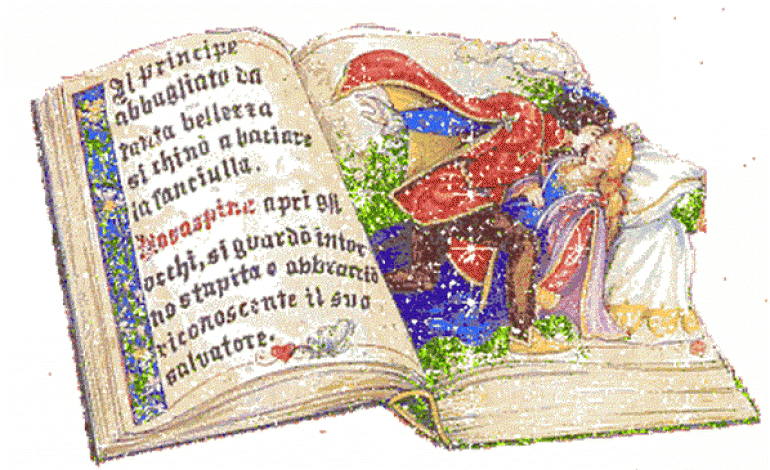 Il Principe
abbagliato da
tanta bellezza
si chinò a baciare
la fanciulla.
Rosaspina aprì gli
occhi, si guardò intor
no stupita e abbracciò
riconoscente il suo
salvatore.